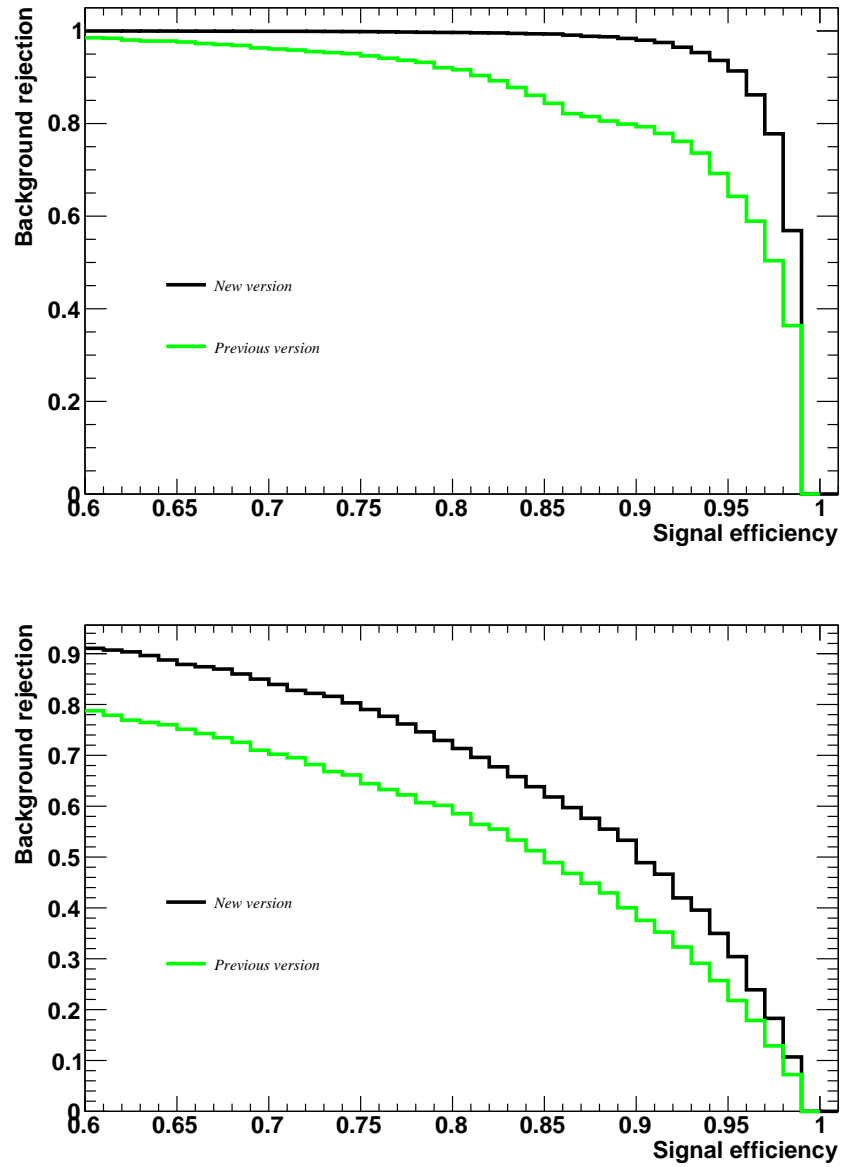 Background rejection
1
0.8
0.6
0.4
0.2
0
New version
Previous version
0.6 0.65 0.7 0.75 0.8 0.85 0.9 0.95 1
Signal efficiency
Background rejection
0.9
0.8
0.7
0.6
0.5
0.4
0.3
0.2
0.1
0
New version
Previous version
0.6 0.65 0.7 0.75 0.8 0.85 0.9 0.95 1
Signal efficiency